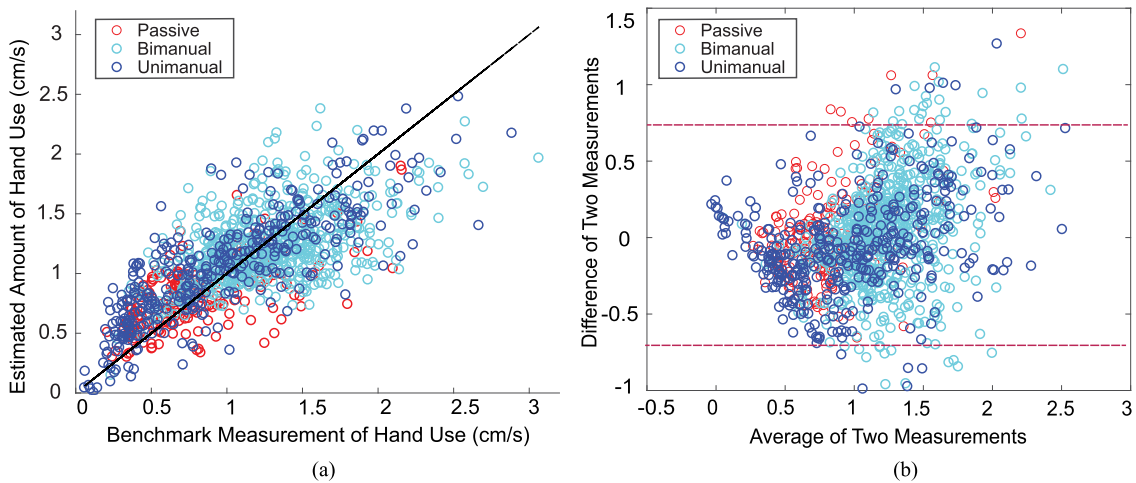 Estimated Amount of Hand Use (cm/s)
3
2.5
2
1.5
1
0.5
0
Passive
Bimanual
Unimanual
0 0.5 1 1.5 2 2.5 3
Benchmark Measurement of Hand Use (cm/s)
(a)
Difference of Two Measurements
1.5
1
0.5
0
-0.5
-1
Passive
Bimanual
Unimanual
-0.5 0 0.5 1 1.5 2 2.5 3
Average of Two Measurements
(b)